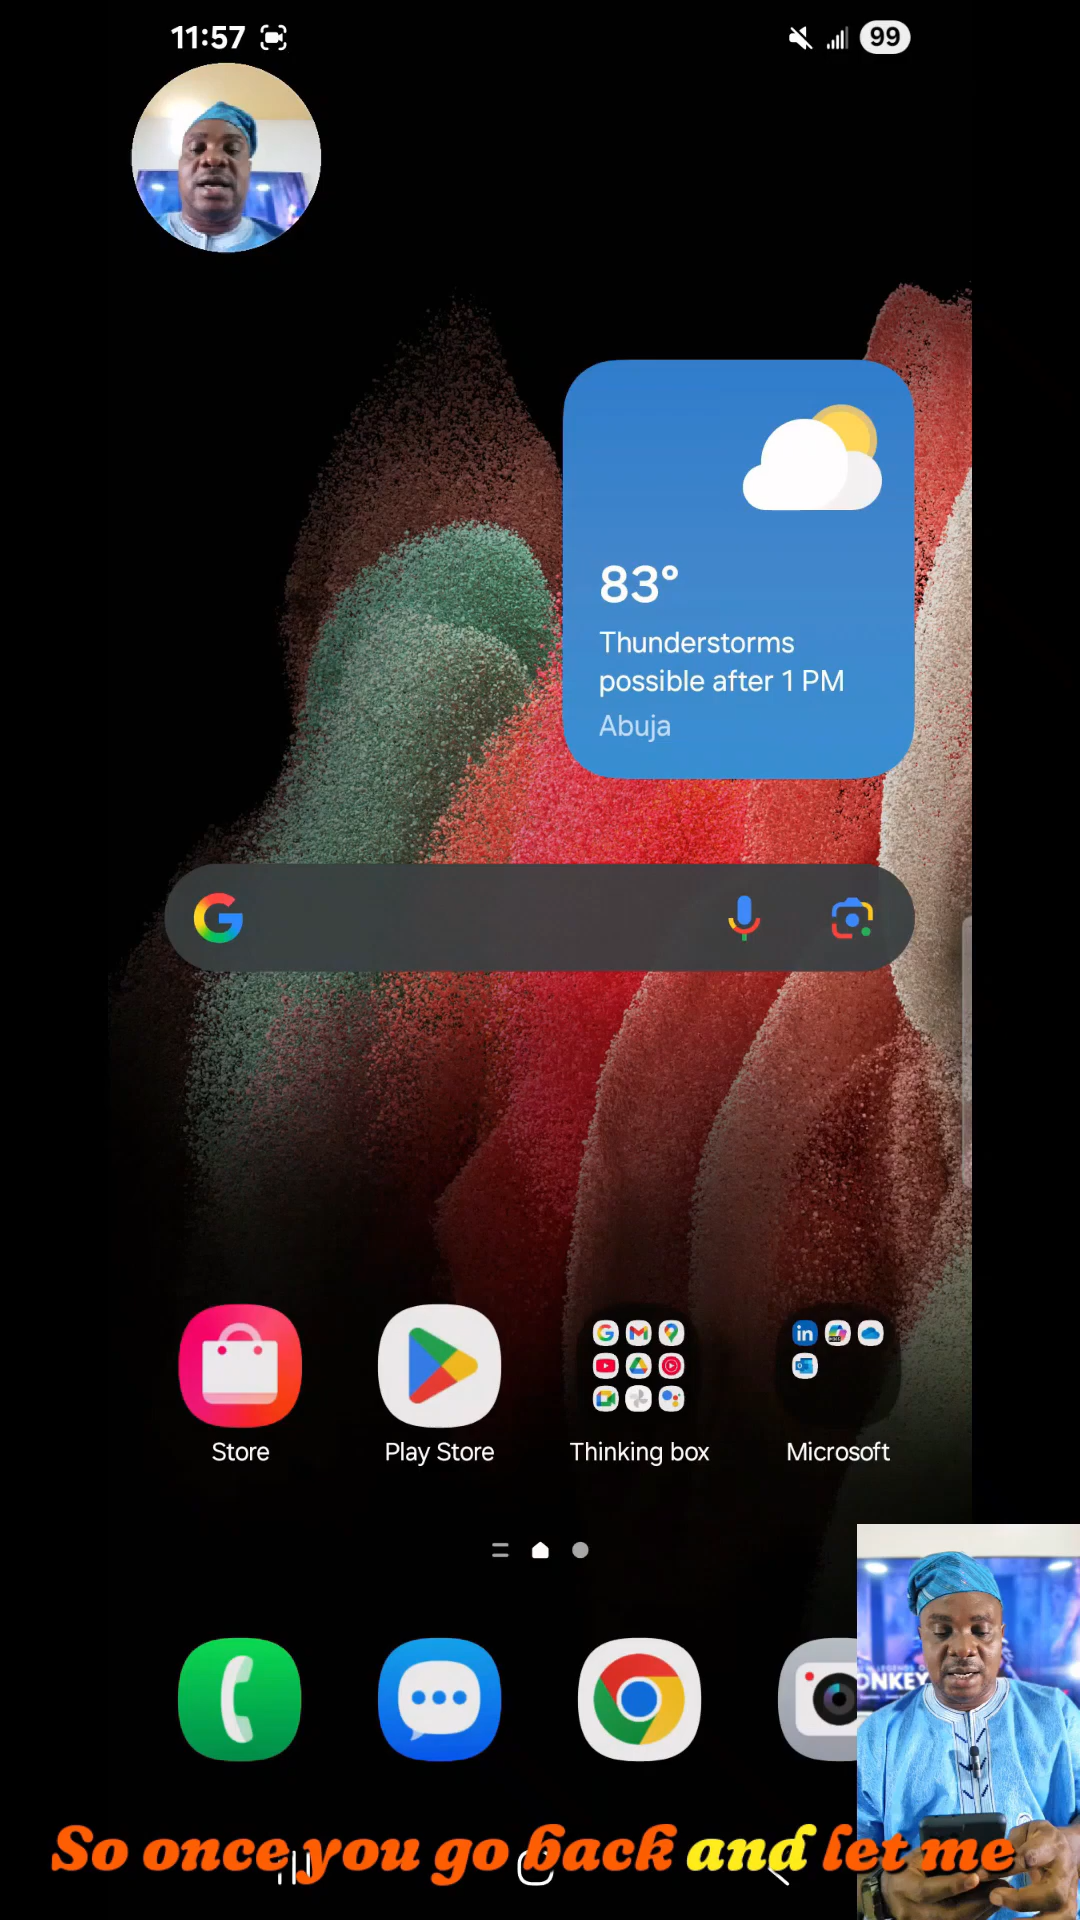 11:57
99
83°
Thunderstorms
possible after 1 PM
Abuja
Store
Play Store
Thinking box
Microsoft
ONKEY
So once you go back and let me